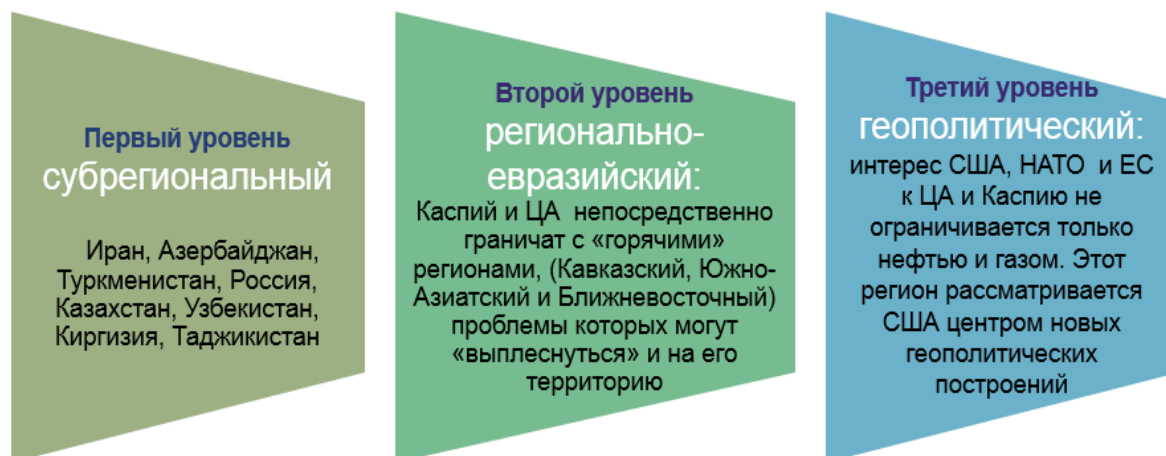 Первый уровень
субрегиональный
Иран, Азербайджан,
Туркменистан, Россия,
Казахстан, Узбекистан,
Киргизия, Таджикистан
Второй уровень
регионально-
евразийский:
Каспий и ЦА непосредственно
граничат с «горячими»
регионами, (Кавказский, Южно-
Азиатский и Ближневосточный)
проблемы которых могут
«выплеснуться» и на его
территорию
Третий уровень
геополитический:
интерес США, НАТО и ЕС
к ЦА и Каспию не
ограничивается только
нефтью и газом. Этот
регион рассматривается
США центром новых
геополитических
построений